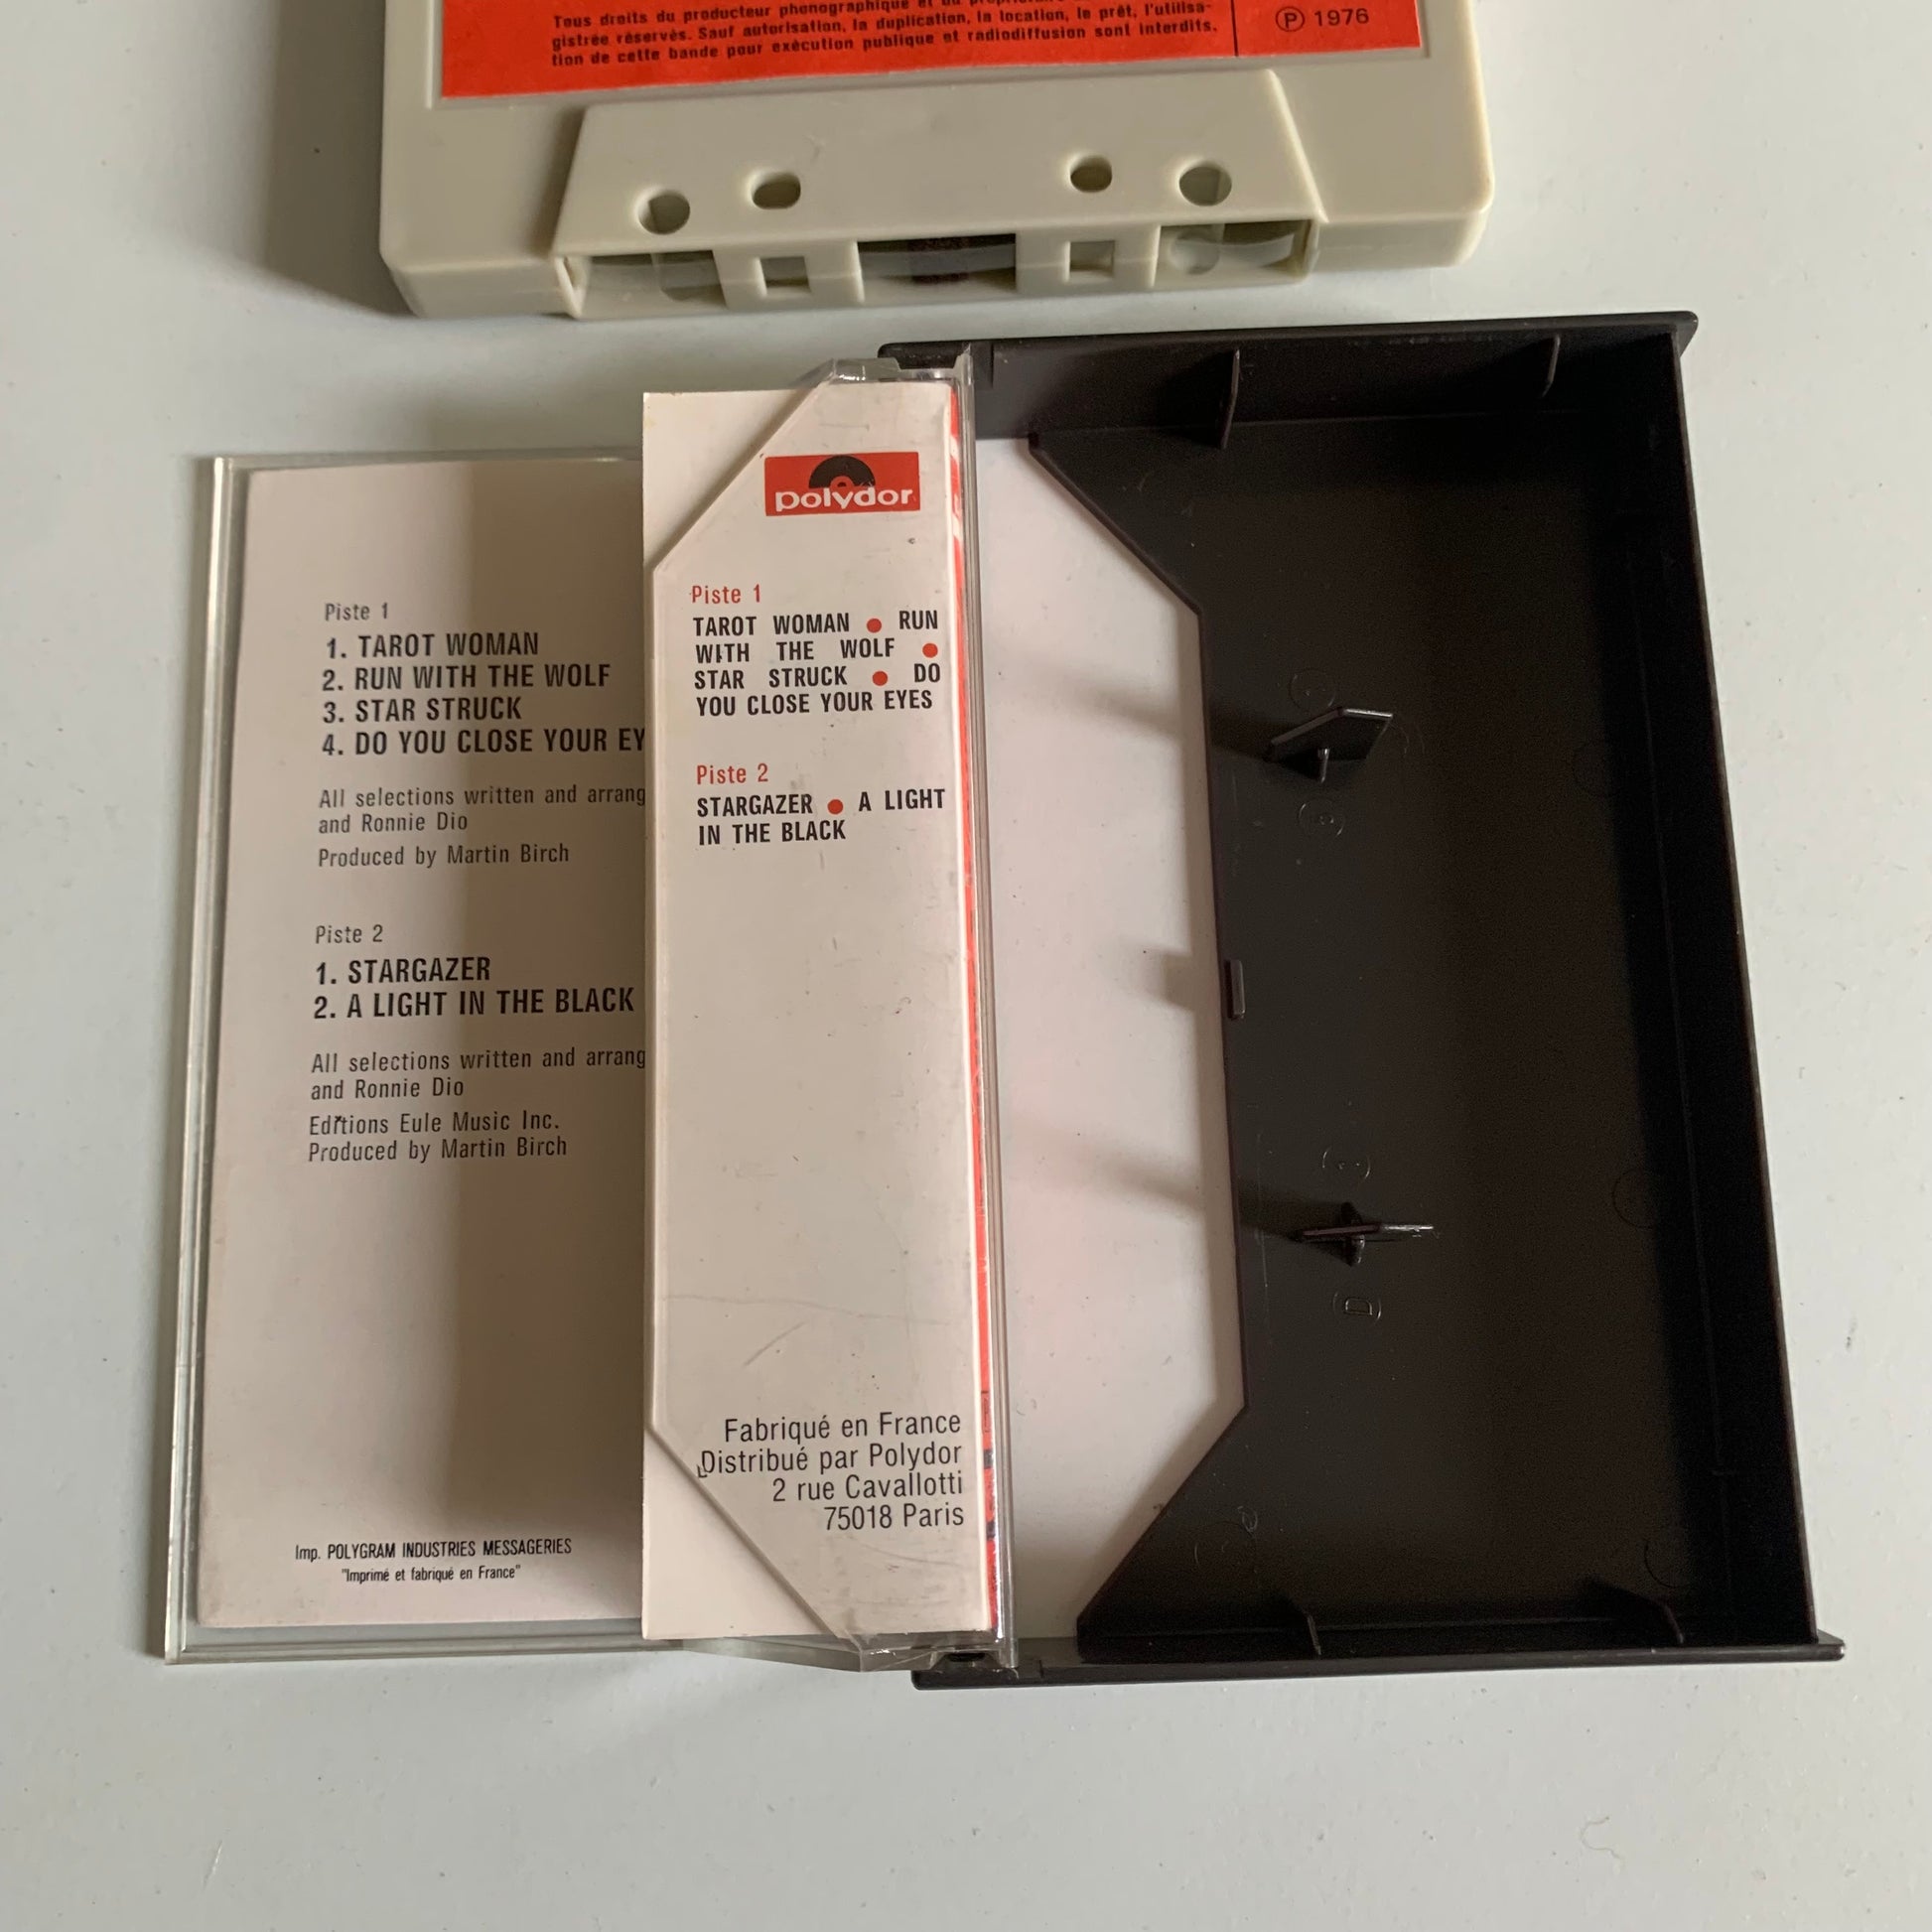 Tous droits du producteur phonographique et du
gistrée réservés. Sauf autorisation, la duplication, la location, le prêt, l'utilisa-
tion de cette bande pour exécution publique et radiodiffusion sont interdits.
Ⓟ 1976
Piste 1
1. TAROT WOMAN
2. RUN WITH THE WOLF
3. STAR STRUCK
4. DO YOU CLOSE YOUR EY
All selections written and arrang
and Ronnie Dio
Produced by Martin Birch
Piste 2
1. STARGAZER
2. A LIGHT IN THE BLACK
All selections written and arrang
and Ronnie Dio
Editions Eule Music Inc.
Produced by Martin Birch
Imp. POLYGRAM INDUSTRIES MESSAGERIES
"Imprimé et fabriqué en France"
polydor
Piste 1
TAROT WOMAN ● RUN
WITH THE WOLF ●
STAR STRUCK ● DO
YOU CLOSE YOUR EYES
Piste 2
STARGAZER ● A LIGHT
IN THE BLACK
Fabriqué en France
Distribué par Polydor
2 rue Cavallotti
75018 Paris